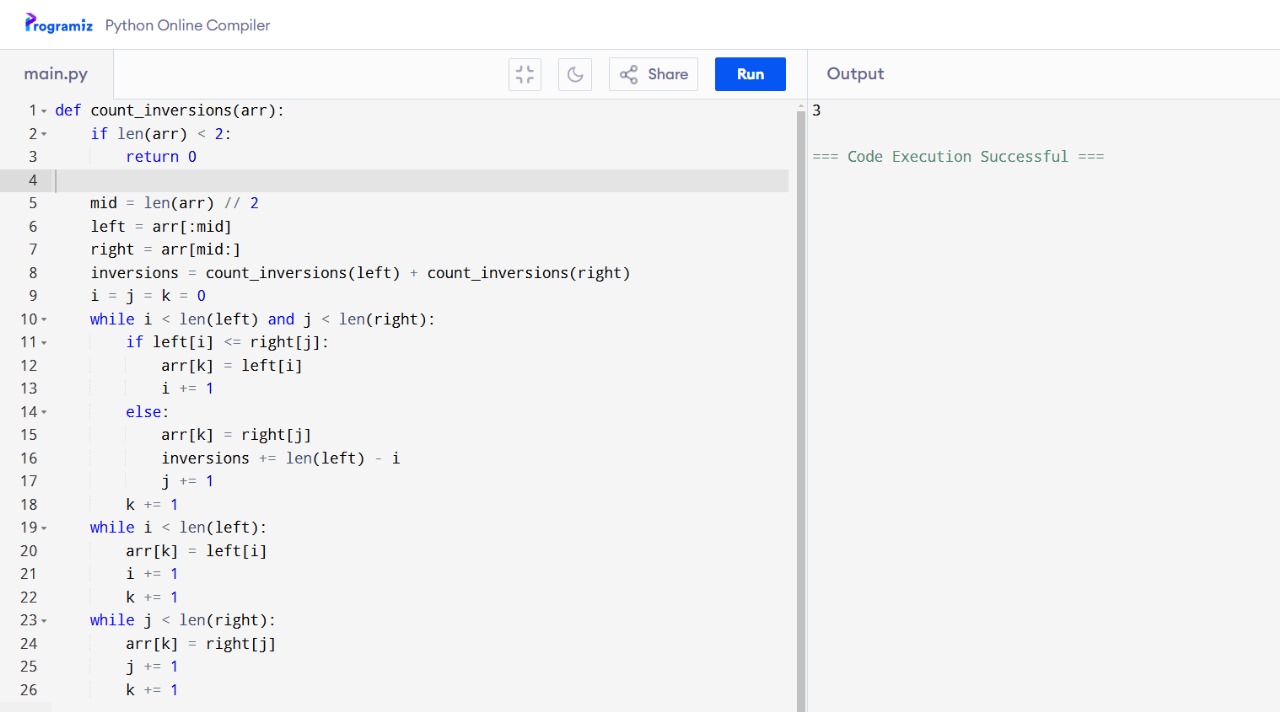 Programiz Python Online Compiler
main.py Share Run Output
1 def count_inversions(arr):
2     if len(arr) < 2:
3         return 0
4
5     mid = len(arr) // 2
6     left = arr[:mid]
7     right = arr[mid:]
8     inversions = count_inversions(left) + count_inversions(right)
9     i = j = k = 0
10     while i < len(left) and j < len(right):
11         if left[i] <= right[j]:
12             arr[k] = left[i]
13             i += 1
14         else:
15             arr[k] = right[j]
16             inversions += len(left) - i
17             j += 1
18         k += 1
19     while i < len(left):
20         arr[k] = left[i]
21         i += 1
22         k += 1
23     while j < len(right):
24         arr[k] = right[j]
25         j += 1
26         k += 1
3
=== Code Execution Successful ===